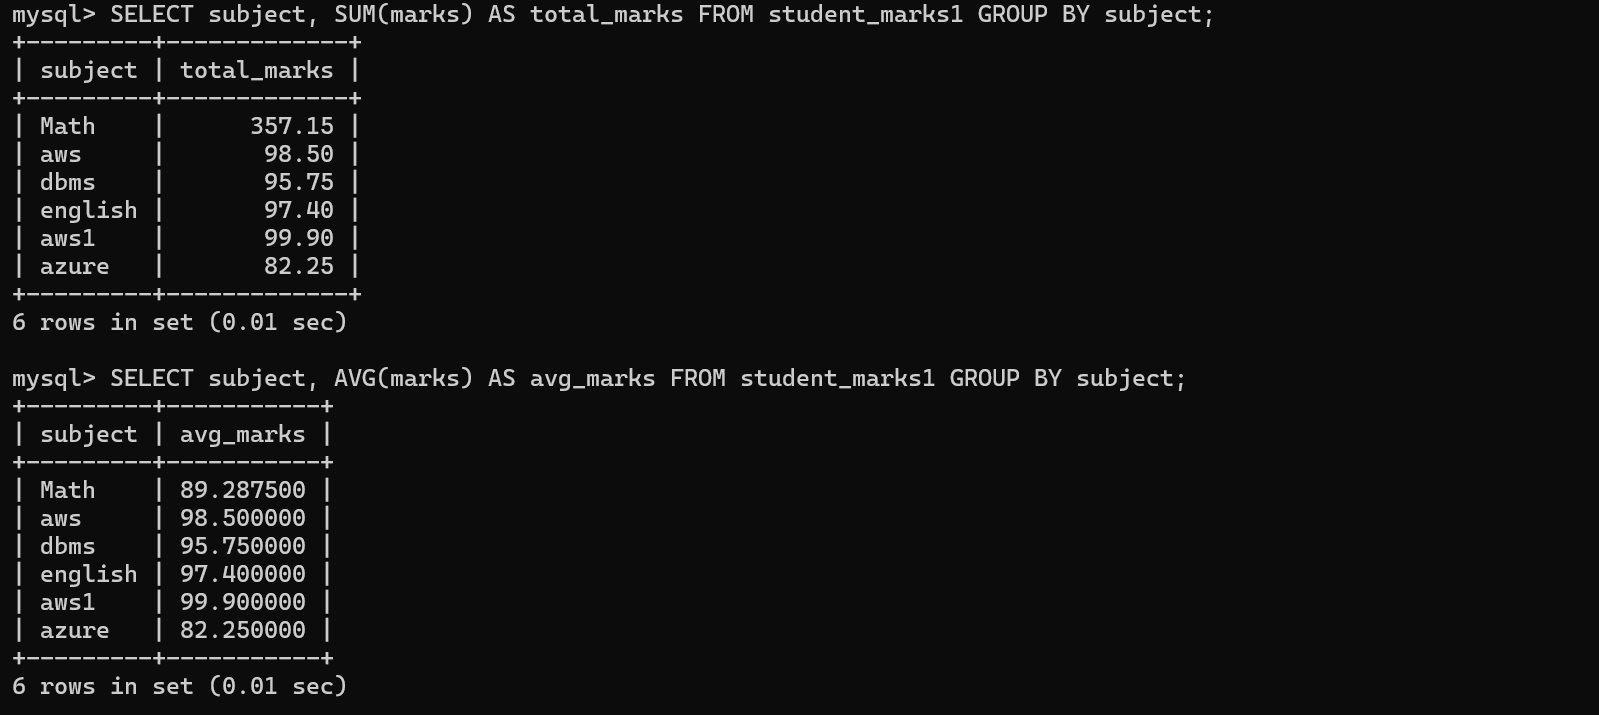 mysql> SELECT subject, SUM(marks) AS total_marks FROM student_marks1 GROUP BY subject;
+---------+-------------+
| subject | total_marks |
+---------+-------------+
| Math    |      357.15 |
| aws     |       98.50 |
| dbms    |       95.75 |
| english |       97.40 |
| aws1    |       99.90 |
| azure   |       82.25 |
+---------+-------------+
6 rows in set (0.01 sec)

mysql> SELECT subject, AVG(marks) AS avg_marks FROM student_marks1 GROUP BY subject;
+---------+-----------+
| subject | avg_marks |
+---------+-----------+
| Math    | 89.287500 |
| aws     | 98.500000 |
| dbms    | 95.750000 |
| english | 97.400000 |
| aws1    | 99.900000 |
| azure   | 82.250000 |
+---------+-----------+
6 rows in set (0.01 sec)